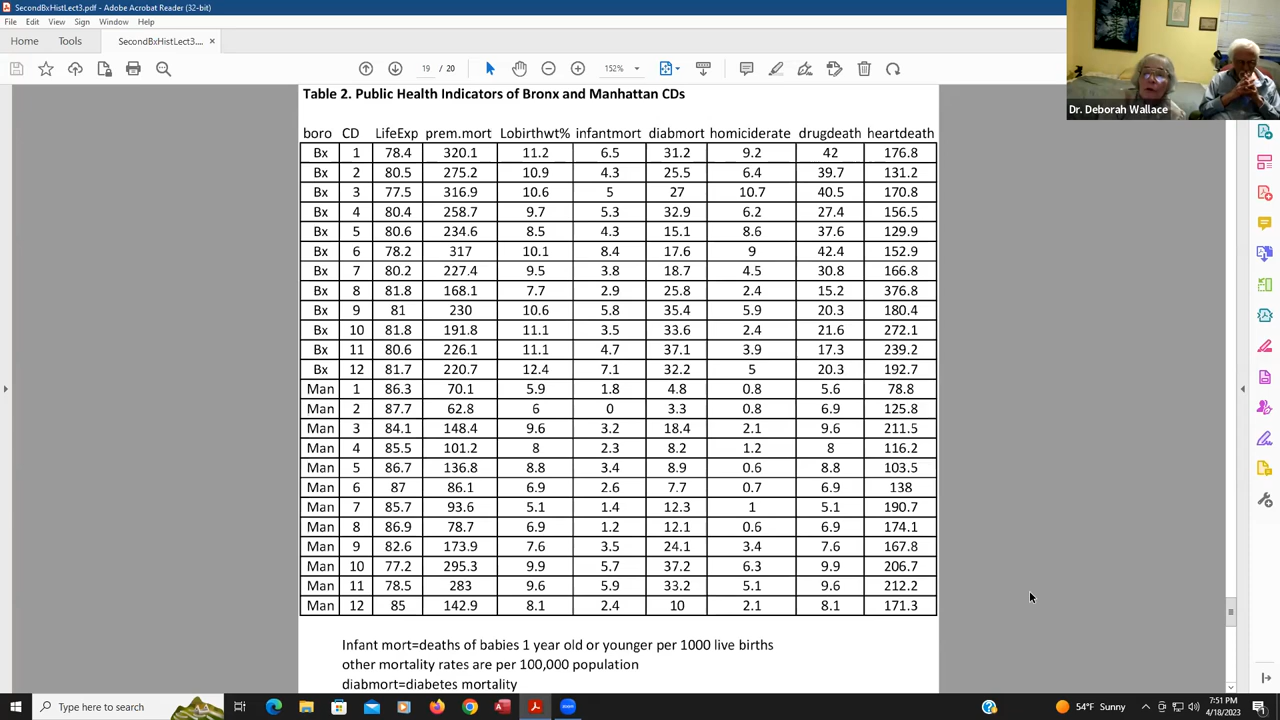 SecondBxHistLect3.pdf - Adobe Acrobat Reader (32-bit)
File Edit View Sign Window Help
Home Tools SecondBxHistLect3.... ×
19 / 20 152%
Dr. Deborah Wallace
Table 2. Public Health Indicators of Bronx and Manhattan CDs
boro CD LifeExp prem.mort Lobirthwt% infantmort diabmort homiciderate drugdeath heartdeath
Bx 1 78.4 320.1 11.2 6.5 31.2 9.2 42 176.8
Bx 2 80.5 275.2 10.9 4.3 25.5 6.4 39.7 131.2
Bx 3 77.5 316.9 10.6 5 27 10.7 40.5 170.8
Bx 4 80.4 258.7 9.7 5.3 32.9 6.2 27.4 156.5
Bx 5 80.6 234.6 8.5 4.3 15.1 8.6 37.6 129.9
Bx 6 78.2 317 10.1 8.4 17.6 9 42.4 152.9
Bx 7 80.2 227.4 9.5 3.8 18.7 4.5 30.8 166.8
Bx 8 81.8 168.1 7.7 2.9 25.8 2.4 15.2 376.8
Bx 9 81 230 10.6 5.8 35.4 5.9 20.3 180.4
Bx 10 81.8 191.8 11.1 3.5 33.6 2.4 21.6 272.1
Bx 11 80.6 226.1 11.1 4.7 37.1 3.9 17.3 239.2
Bx 12 81.7 220.7 12.4 7.1 32.2 5 20.3 192.7
Man 1 86.3 70.1 5.9 1.8 4.8 0.8 5.6 78.8
Man 2 87.7 62.8 6 0 3.3 0.8 6.9 125.8
Man 3 84.1 148.4 9.6 3.2 18.4 2.1 9.6 211.5
Man 4 85.5 101.2 8 2.3 8.2 1.2 8 116.2
Man 5 86.7 136.8 8.8 3.4 8.9 0.6 8.8 103.5
Man 6 87 86.1 6.9 2.6 7.7 0.7 6.9 138
Man 7 85.7 93.6 5.1 1.4 12.3 1 5.1 190.7
Man 8 86.9 78.7 6.9 1.2 12.1 0.6 6.9 174.1
Man 9 82.6 173.9 7.6 3.5 24.1 3.4 7.6 167.8
Man 10 77.2 295.3 9.9 5.7 37.2 6.3 9.9 206.7
Man 11 78.5 283 9.6 5.9 33.2 5.1 9.6 212.2
Man 12 85 142.9 8.1 2.4 10 2.1 8.1 171.3
Infant mort=deaths of babies 1 year old or younger per 1000 live births
other mortality rates are per 100,000 population
diabmort=diabetes mortality
Type here to search
54°F Sunny
7:51 PM
4/18/2023